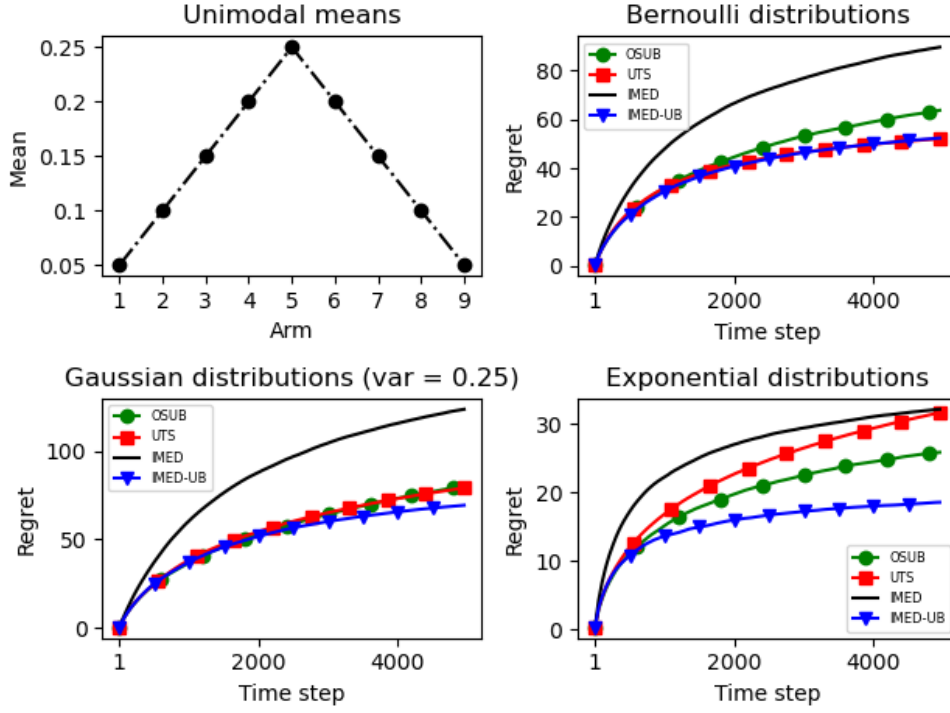 Unimodal means
0.25
0.2
0.15
0.1
0.05
Mean
1 2 3 4 5 6 7 8 9
Arm
Bernoulli distributions
OSUB
UTS
IMED
IMED-UB
80
60
40
20
0
Regret
1 2000 4000
Time step
Gaussian distributions (var = 0.25)
OSUB
UTS
IMED
IMED-UB
100
50
0
Regret
1 2000 4000
Time step
Exponential distributions
30
20
10
0
Regret
OSUB
UTS
IMED
IMED-UB
1 2000 4000
Time step